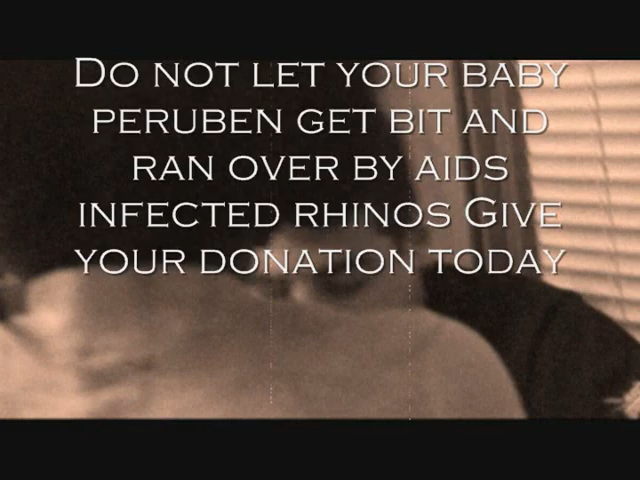 Do not let your baby
peruben get bit and
ran over by aids
infected rhinos Give
your donation today